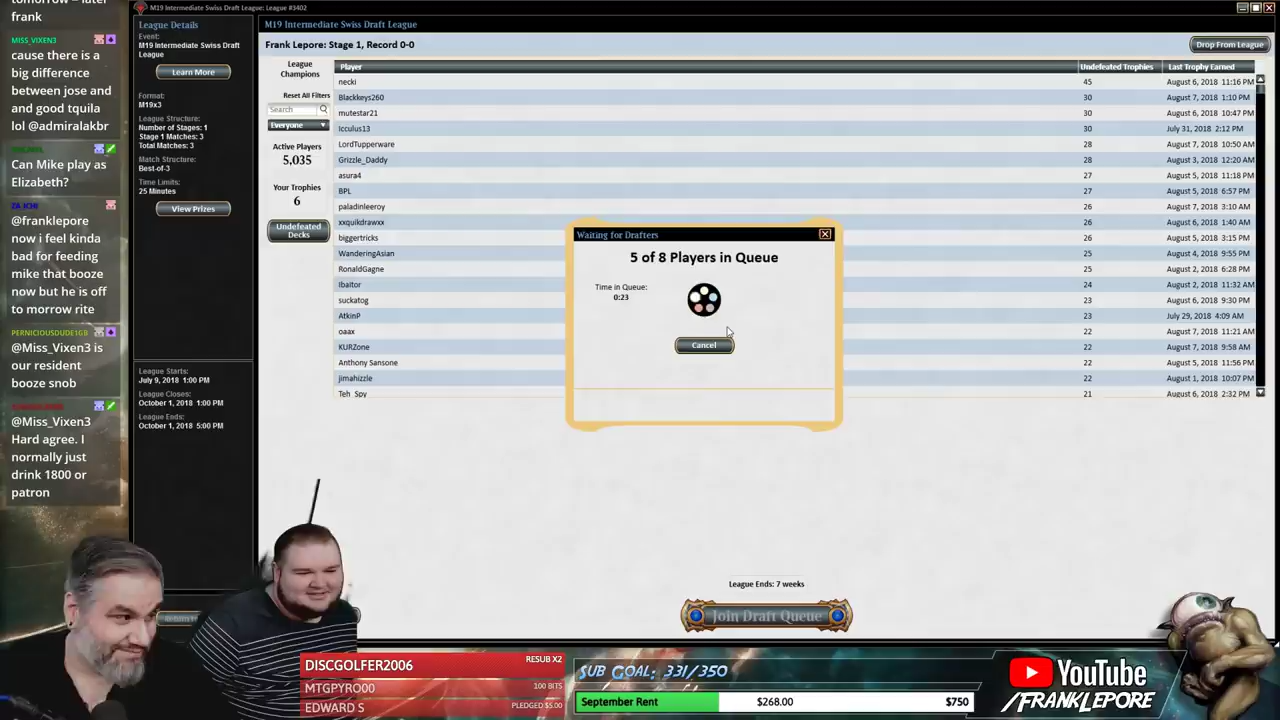 tomorrow – later
frank
MISS_VIXEN3
cause there is a
big difference
between jose and
and good tquila
lol @admiralakbr
Can Mike play as
Elizabeth?
@franklepore
now i feel kinda
bad for feeding
mike that booze
now but he is off
to morrow rite
PERNICIOUSDUDE1GB
@Miss_Vixen3 is
our resident
booze snob
@Miss_Vixen3
Hard agree. I
normally just
drink 1800 or
patron
M19 Intermediate Swiss Draft League: League #3402
League Details
Event:
M19 Intermediate Swiss Draft
League
Learn More
Format:
M19x3
League Structure:
Number of Stages: 1
Stage 1 Matches: 3
Total Matches: 3
Match Structure:
Best-of-3
Time Limits:
25 Minutes
View Prizes
League Starts:
July 9, 2018 1:00 PM
League Closes:
October 1, 2018 1:00 PM
League Ends:
October 1, 2018 5:00 PM
M19 Intermediate Swiss Draft League
Frank Lepore: Stage 1, Record 0-0
Drop From League
League
Champions
Reset All Filters
Search
Everyone
Active Players
5,035
Your Trophies
6
Undefeated
Decks
Player Undefeated Trophies Last Trophy Earned
necki 45 August 6, 2018 11:16 PM
Blackkeys260 30 August 7, 2018 1:10 PM
mutestar21 30 August 6, 2018 10:47 PM
Icculus13 30 July 31, 2018 2:12 PM
LordTupperware 28 August 7, 2018 10:50 AM
Grizzle_Daddy 28 August 3, 2018 12:20 AM
asura4 27 August 5, 2018 11:18 PM
BPL 27 August 5, 2018 6:57 PM
paladinleeroy 26 August 7, 2018 3:10 AM
xxquikdrawxx 26 August 6, 2018 1:40 AM
biggertricks 26 August 5, 2018 3:15 PM
WanderingAsian 25 August 4, 2018 9:55 PM
RonaldGagne 25 August 2, 2018 6:28 PM
lbaitor 24 August 2, 2018 11:32 AM
suckatog 23 August 6, 2018 9:30 PM
AtkinP 23 July 29, 2018 4:09 AM
oaax 22 August 7, 2018 11:21 AM
KURZone 22 August 7, 2018 9:58 AM
Anthony Sansone 22 August 5, 2018 11:56 PM
jimahizzle 22 August 1, 2018 10:07 PM
Teh_Spy 21 August 6, 2018 2:32 PM
Waiting for Drafters
5 of 8 Players in Queue
Time in Queue:
0:23
Cancel
League Ends: 7 weeks
Join Draft Queue
DISCGOLFER2006 RESUB X2
MTGPYRO00 100 BITS
EDWARD S PLEDGED $5.00
SUB GOAL: 331/350
September Rent $268.00 $750
YouTube
/FRANKLEPORE